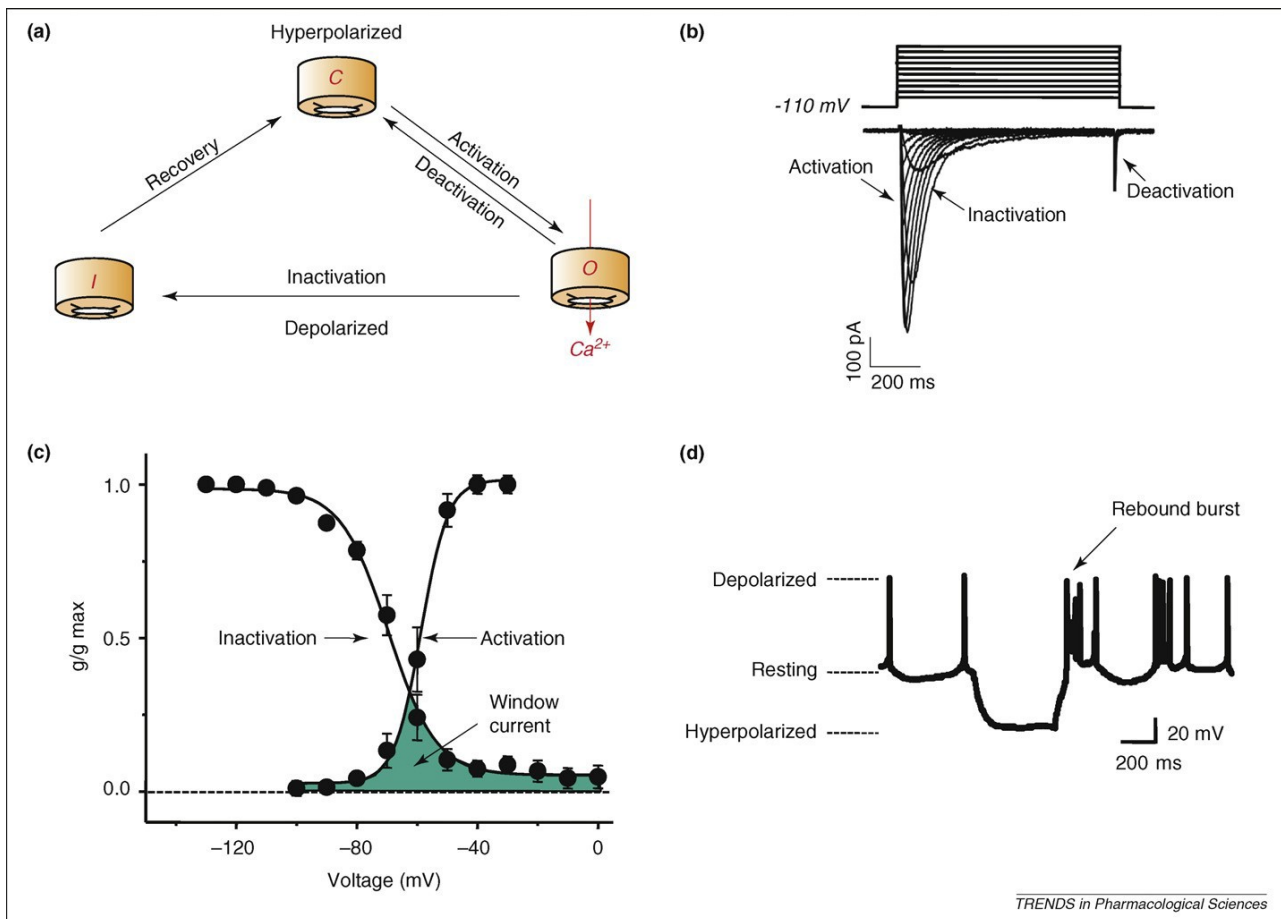 (a)
Hyperpolarized
C
Recovery
Activation
Deactivation
I
Inactivation
Depolarized
O
Ca2+
(b)
-110 mV
Activation
Inactivation
Deactivation
100 pA
200 ms
(c)
g/g max
1.0
0.5
0.0
Inactivation
Activation
Window
current
−120
−80
−40
0
Voltage (mV)
(d)
Rebound burst
Depolarized
Resting
Hyperpolarized
20 mV
200 ms
TRENDS in Pharmacological Sciences